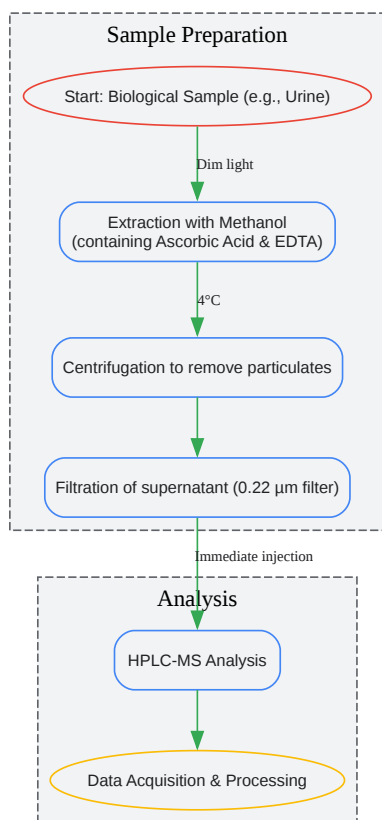 Sample Preparation
Start: Biological Sample (e.g., Urine)
Dim light
Extraction with Methanol
(containing Ascorbic Acid & EDTA)
4°C
Centrifugation to remove particulates
Filtration of supernatant (0.22 µm filter)
Immediate injection
Analysis
HPLC-MS Analysis
Data Acquisition & Processing